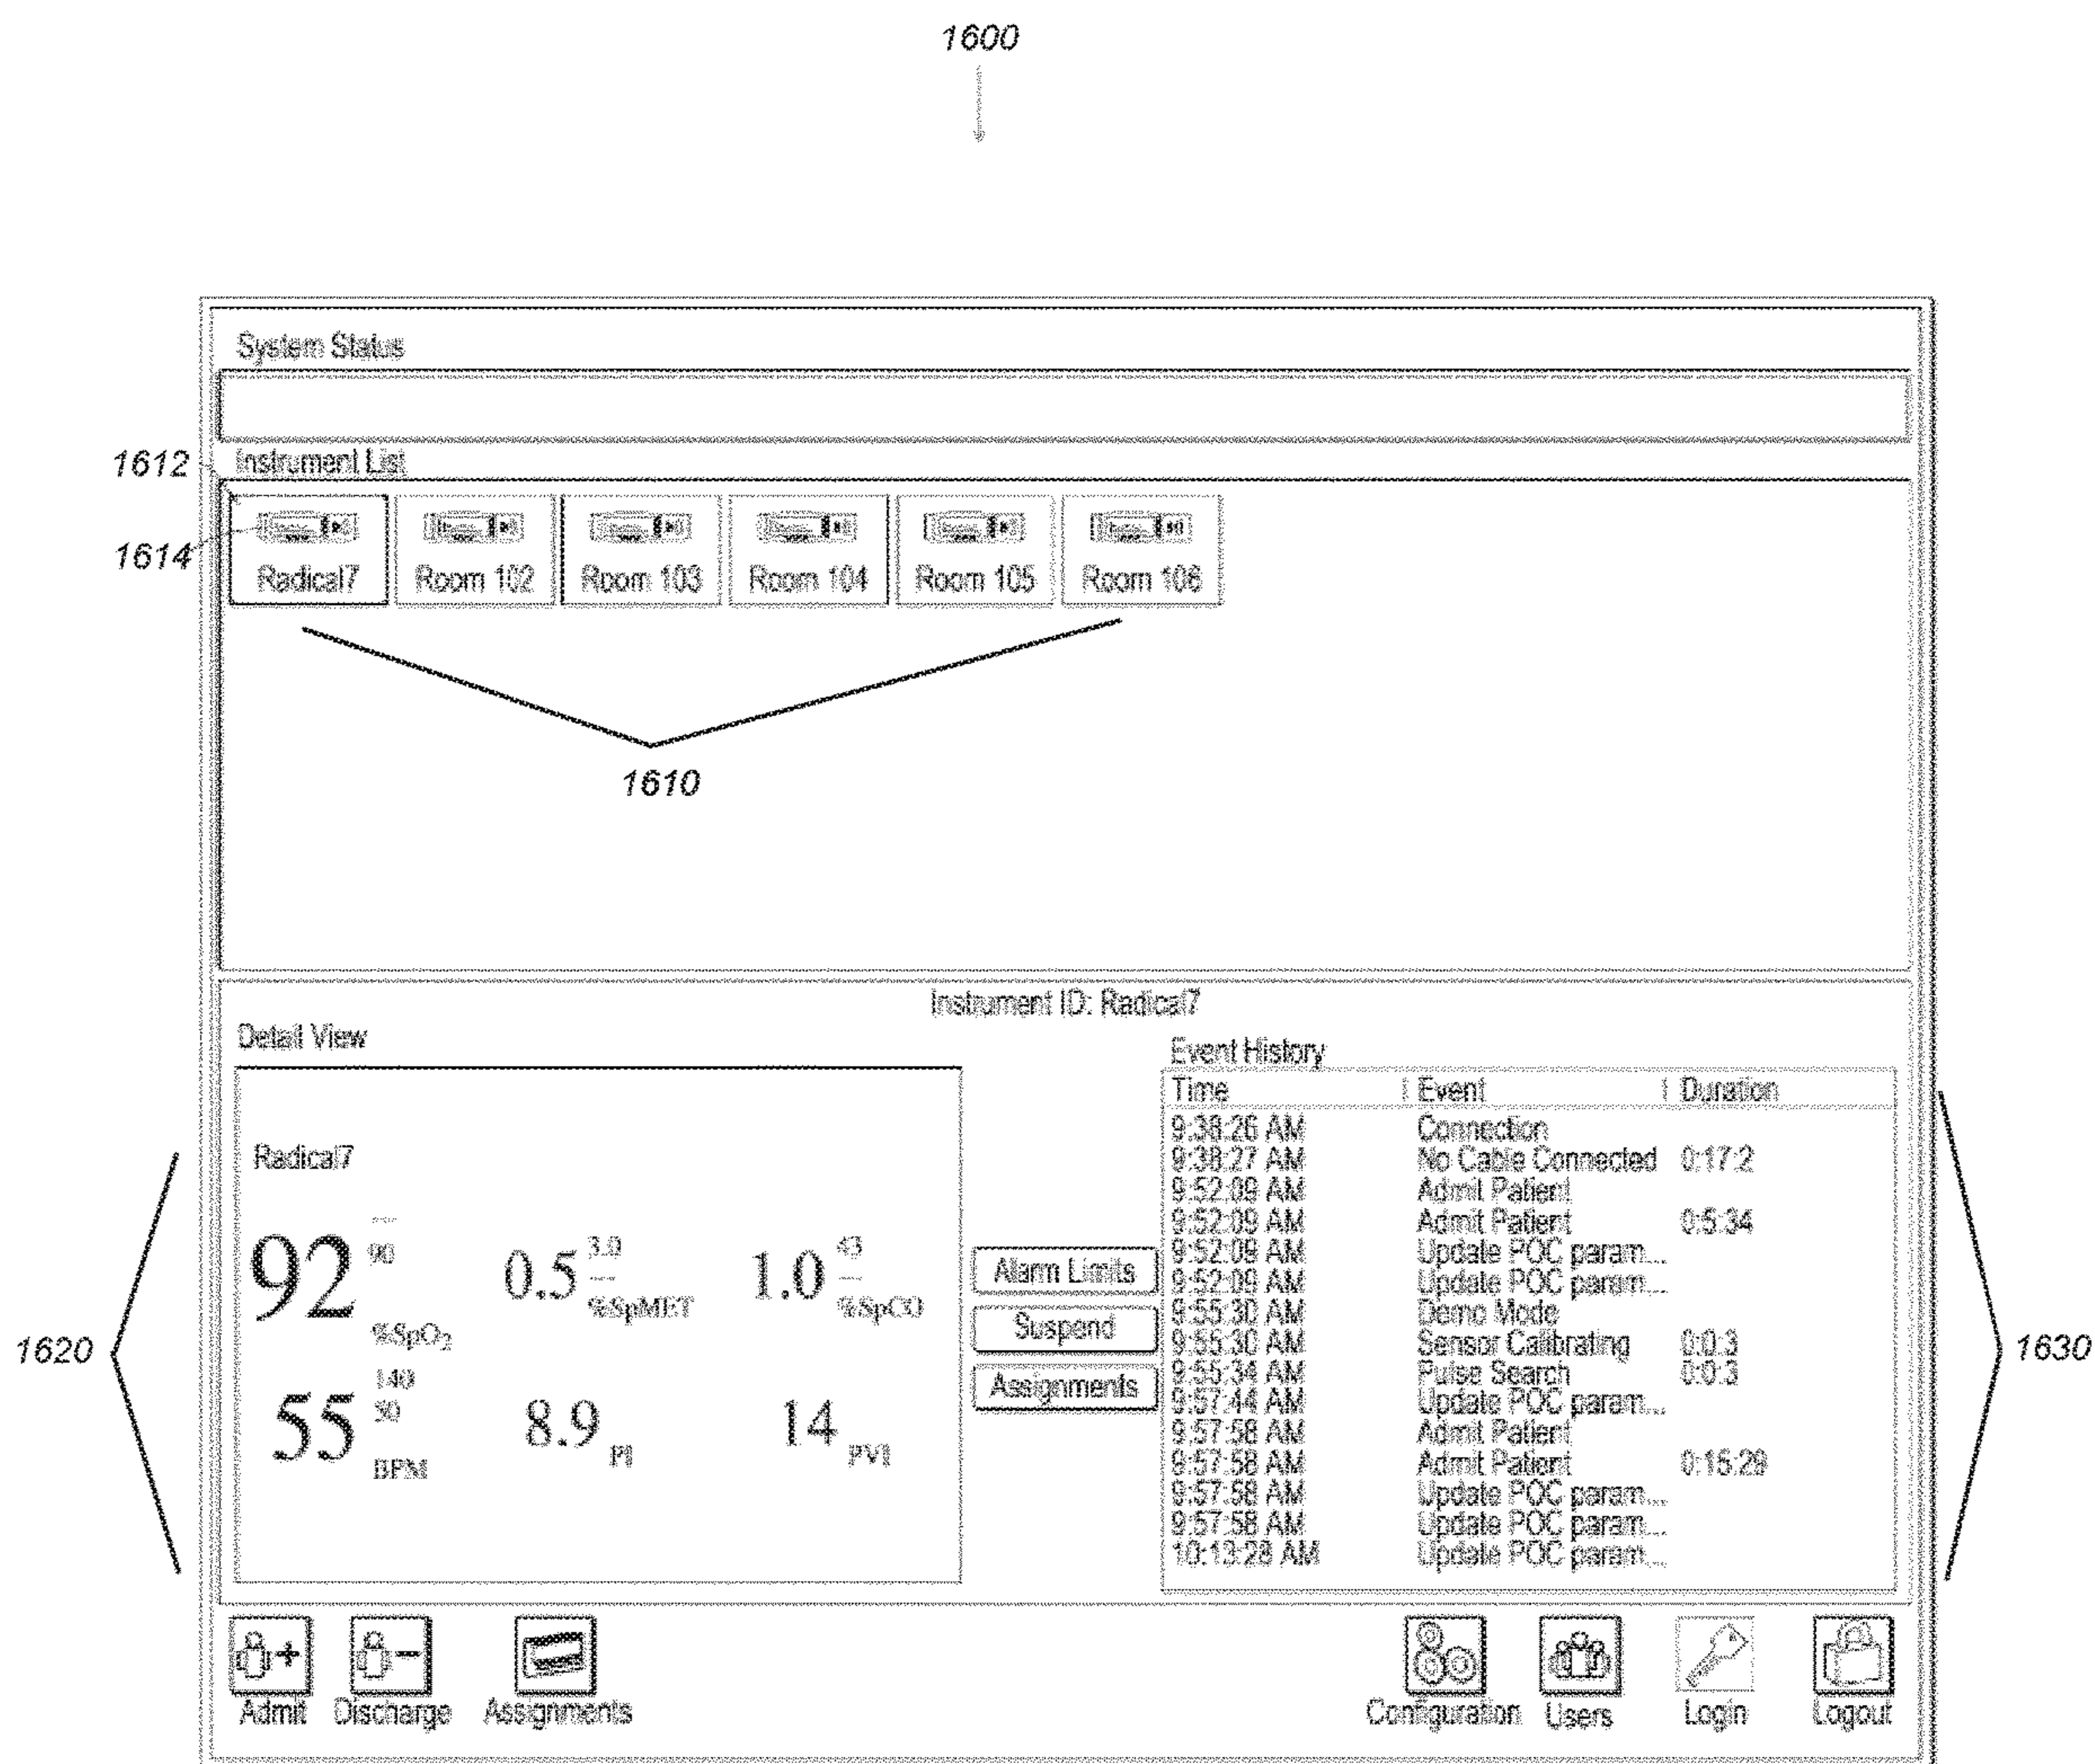 1600
System Status
1612
Instrument List
1614
Radical7 Room 102 Room 103 Room 104 Room 105 Room 106
1610
Instrument ID: Radical7
Detail View
Event History
Time Event Duration
9:38:26 AM Connection
9:38:27 AM No Cable Connected 0:17:2
9:52:09 AM Admit Patient
9:52:09 AM Admit Patient 0:5:34
9:52:09 AM Update POC param...
9:52:09 AM Update POC param...
9:55:30 AM Demo Mode
9:55:30 AM Sensor Calibrating 0:0:3
9:55:34 AM Pulse Search 0:0:3
9:57:44 AM Update POC param...
9:57:58 AM Admit Patient
9:57:58 AM Admit Patient 0:15:29
9:57:58 AM Update POC param...
9:57:58 AM Update POC param...
10:13:28 AM Update POC param...
Radical7
92 --- 90 %SpO2
0.5 3.0 --- %SpMET
1.0 43 --- %SpCO
55 140 50 BPM
8.9 PI
14 PVI
Alarm Limits
Suspend
Assignments
1620
1630
Admit Discharge Assignments Configuration Users Login Logout